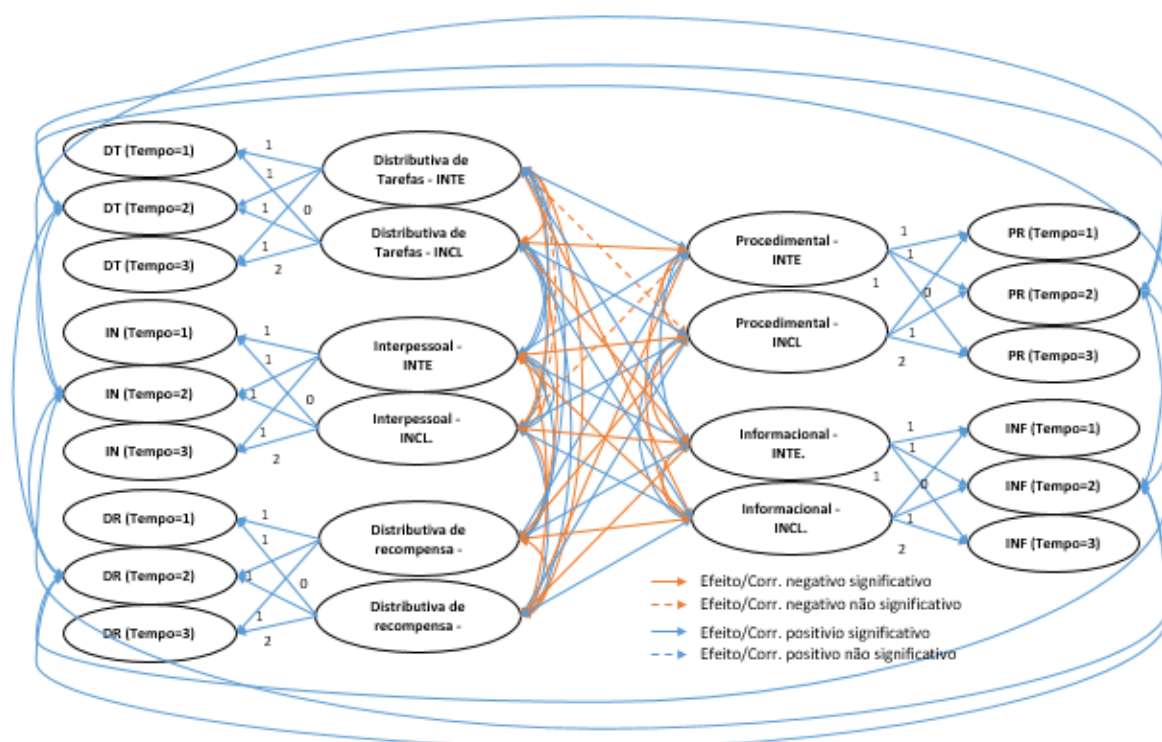 DT (Tempo=1)
DT (Tempo=2)
DT (Tempo=3)
1
1
1
0
1
2
Distributiva de
Tarefas - INTE
Distributiva de
Tarefas - INCL
IN (Tempo=1)
IN (Tempo=2)
IN (Tempo=3)
1
1
1
0
1
2
Interpessoal -
INTE
Interpessoal -
INCL.
DR (Tempo=1)
DR (Tempo=2)
DR (Tempo=3)
1
1
1
0
1
2
Distributiva de
recompensa -
Distributiva de
recompensa -
Procedimental -
INTE
Procedimental -
INCL
1
1
1
0
1
2
PR (Tempo=1)
PR (Tempo=2)
PR (Tempo=3)
Informacional -
INTE.
Informacional -
INCL.
1
1
1
0
1
2
INF (Tempo=1)
INF (Tempo=2)
INF (Tempo=3)
Efeito/Corr. negativo significativo
Efeito/Corr. negativo não significativo
Efeito/Corr. positivio significativo
Efeito/Corr. positivo não significativo